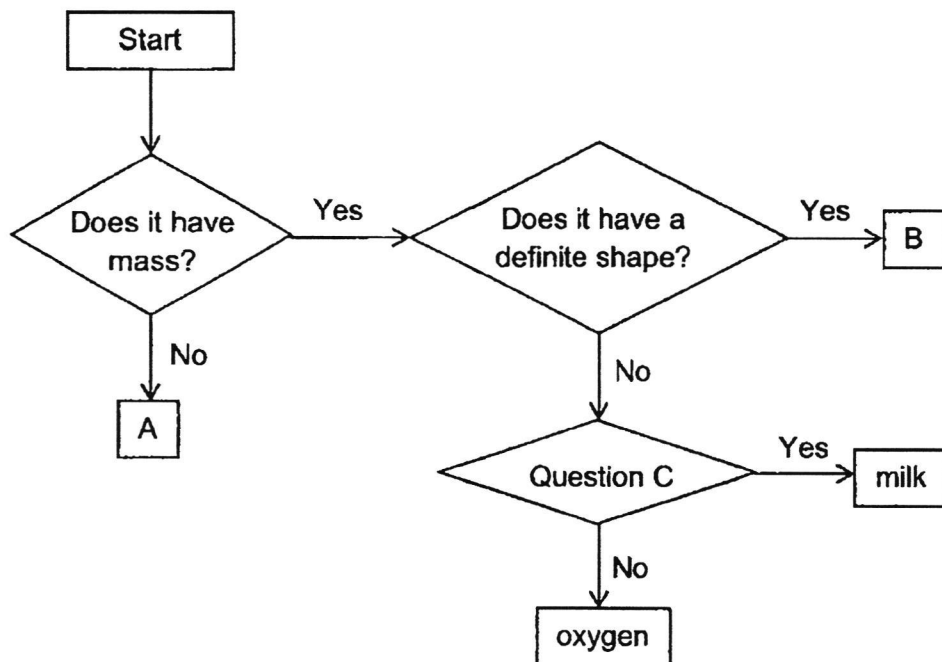 Start
Does it have
mass?
Yes
Does it have a
definite shape?
Yes
B
No
A
No
Question C
Yes
milk
No
oxygen